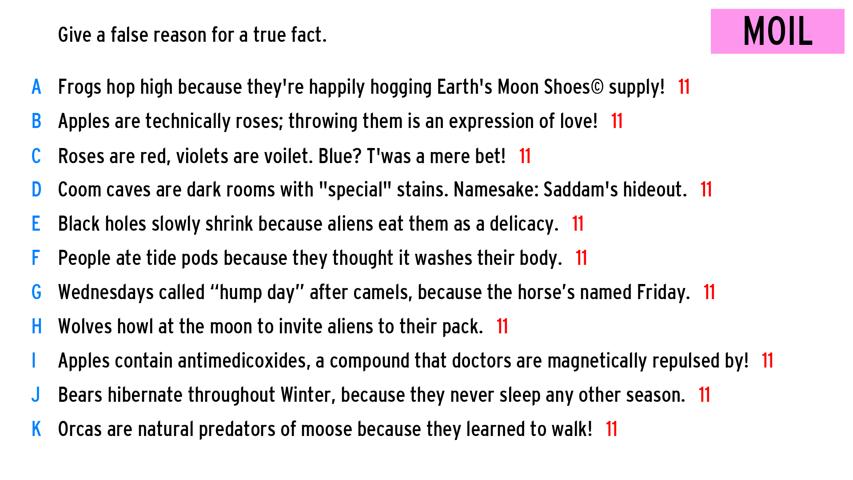 Give a false reason for a true fact.
MOIL
A Frogs hop high because they're happily hogging Earth's Moon Shoes© supply! 11
B Apples are technically roses; throwing them is an expression of love! 11
C Roses are red, violets are voilet. Blue? T'was a mere bet! 11
D Coom caves are dark rooms with "special" stains. Namesake: Saddam's hideout. 11
E Black holes slowly shrink because aliens eat them as a delicacy. 11
F People ate tide pods because they thought it washes their body. 11
G Wednesdays called “hump day” after camels, because the horse’s named Friday. 11
H Wolves howl at the moon to invite aliens to their pack. 11
I Apples contain antimedicoxides, a compound that doctors are magnetically repulsed by! 11
J Bears hibernate throughout Winter, because they never sleep any other season. 11
K Orcas are natural predators of moose because they learned to walk! 11